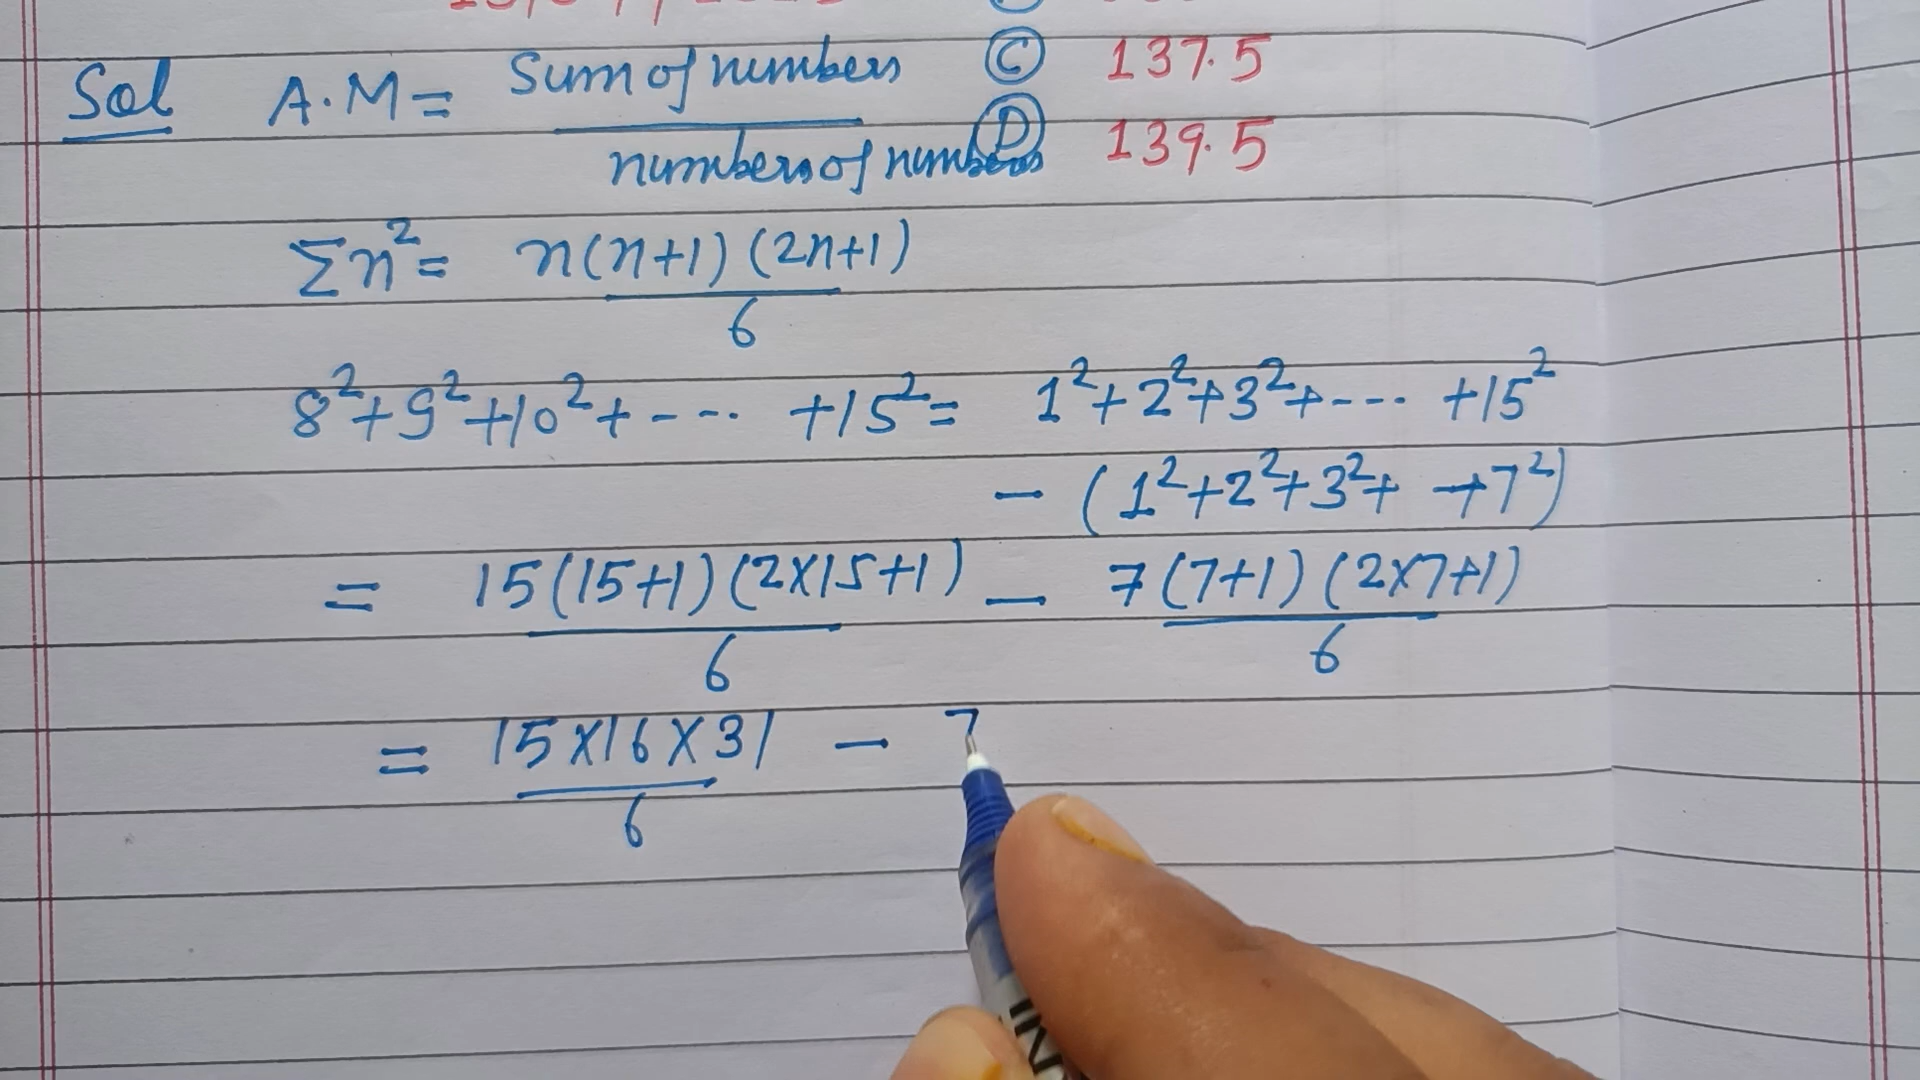 Sol A.M = Sum of numbers / numbers of numbers Ⓒ 137.5
Ⓓ 139.5
Σn² = n(n+1)(2n+1) / 6
8²+9²+10²+---- +15² = 1²+2²+3²+---- +15²
- (1²+2²+3²+ →7²)
= 15(15+1)(2×15+1) / 6 - 7(7+1)(2×7+1) / 6
= 15×16×31 / 6 - 7